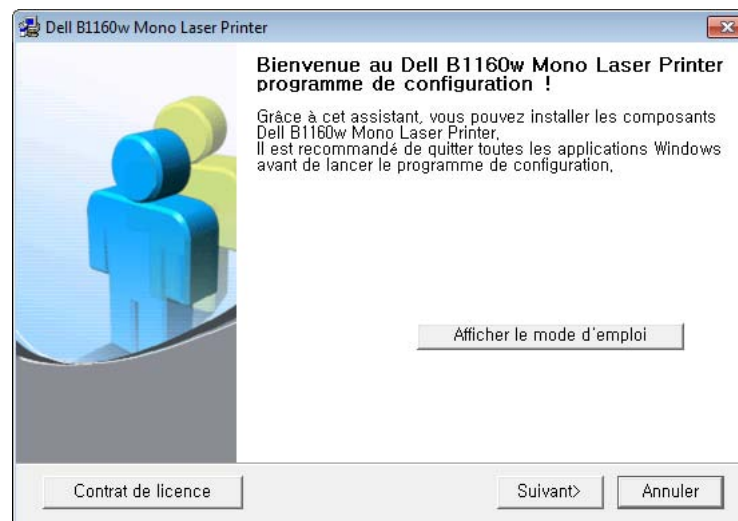 Dell B1160w Mono Laser Printer
Bienvenue au Dell B1160w Mono Laser Printer
programme de configuration !
Grâce à cet assistant, vous pouvez installer les composants
Dell B1160w Mono Laser Printer,
Il est recommandé de quitter toutes les applications Windows
avant de lancer le programme de configuration,
Afficher le mode d'emploi
Contrat de licence
Suivant>
Annuler